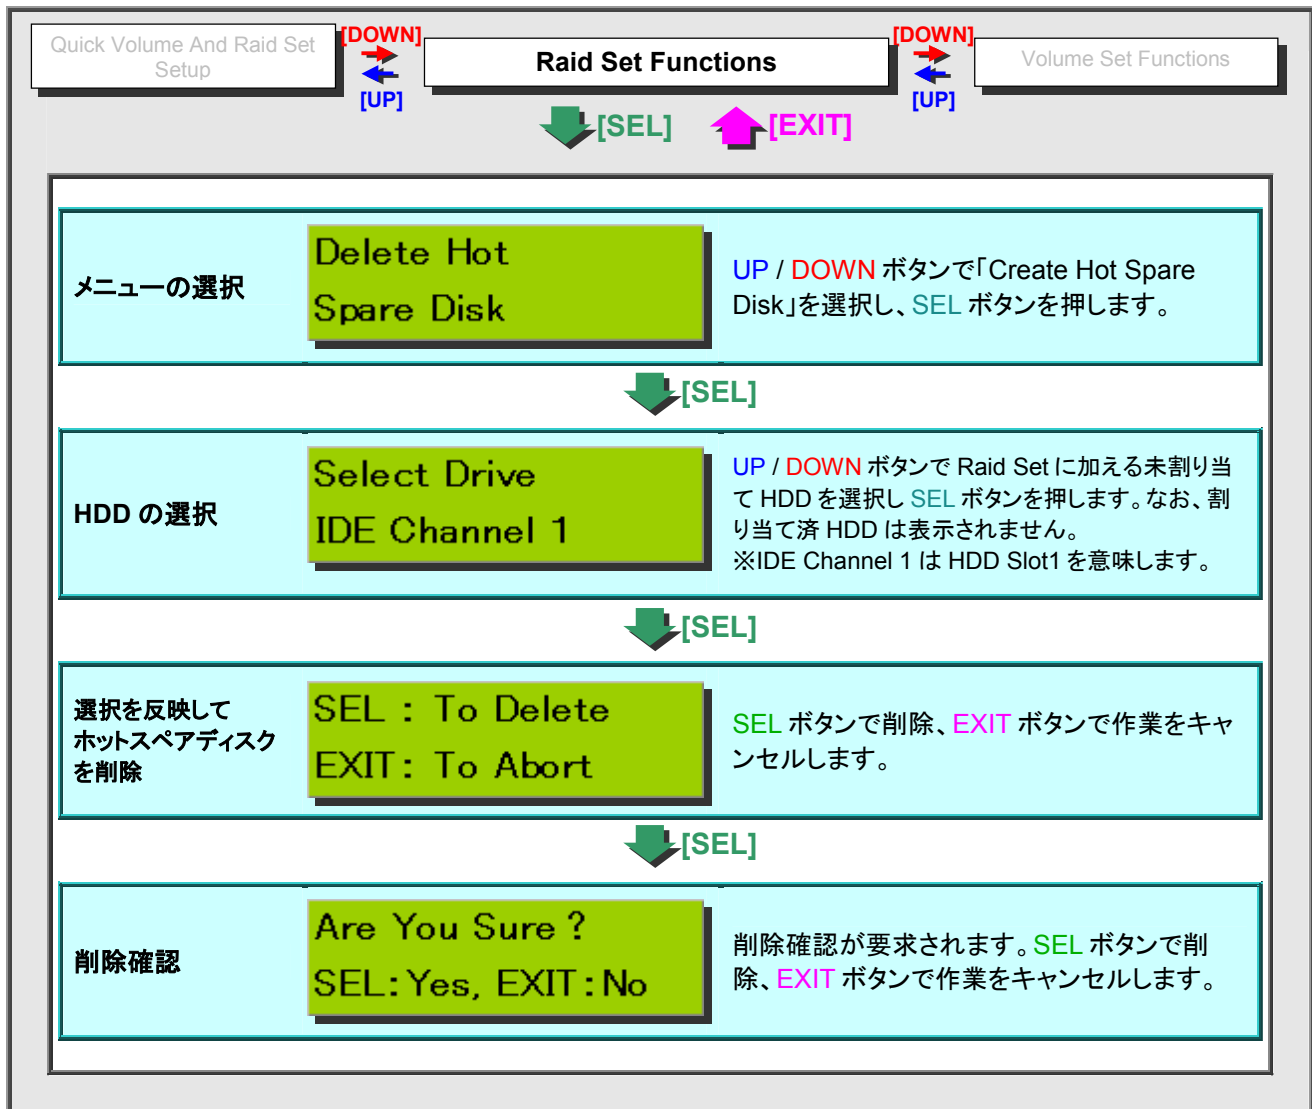 Quick Volume And Raid Set
Setup
[DOWN]
[UP]
Raid Set Functions
[DOWN]
[UP]
Volume Set Functions
[SEL]
[EXIT]
メニューの選択
Delete Hot
Spare Disk
UP / DOWN ボタンで「Create Hot Spare
Disk」を選択し、SEL ボタンを押します。
[SEL]
HDD の選択
Select Drive
IDE Channel 1
UP / DOWN ボタンで Raid Set に加える未割り当
て HDD を選択し SEL ボタンを押します。なお、割
り当て済 HDD は表示されません。
※IDE Channel 1 は HDD Slot1 を意味します。
[SEL]
選択を反映して
ホットスペアディスク
を削除
SEL : To Delete
EXIT : To Abort
SEL ボタンで削除、EXIT ボタンで作業をキャ
ンセルします。
[SEL]
削除確認
Are You Sure ?
SEL:Yes, EXIT:No
削除確認が要求されます。SEL ボタンで削
除、EXIT ボタンで作業をキャンセルします。